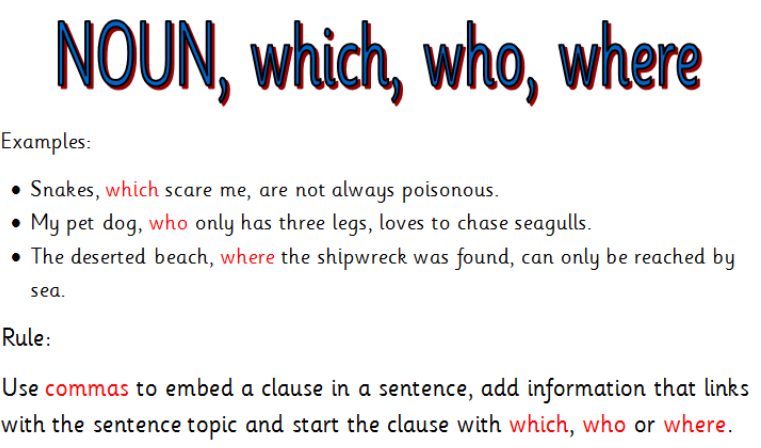 NOUN, which, who, where
Examples:
• Snakes, which scare me, are not always poisonous.
• My pet dog, who only has three legs, loves to chase seagulls.
• The deserted beach, where the shipwreck was found, can only be reached by
sea.
Rule:
Use commas to embed a clause in a sentence, add information that links
with the sentence topic and start the clause with which, who or where.